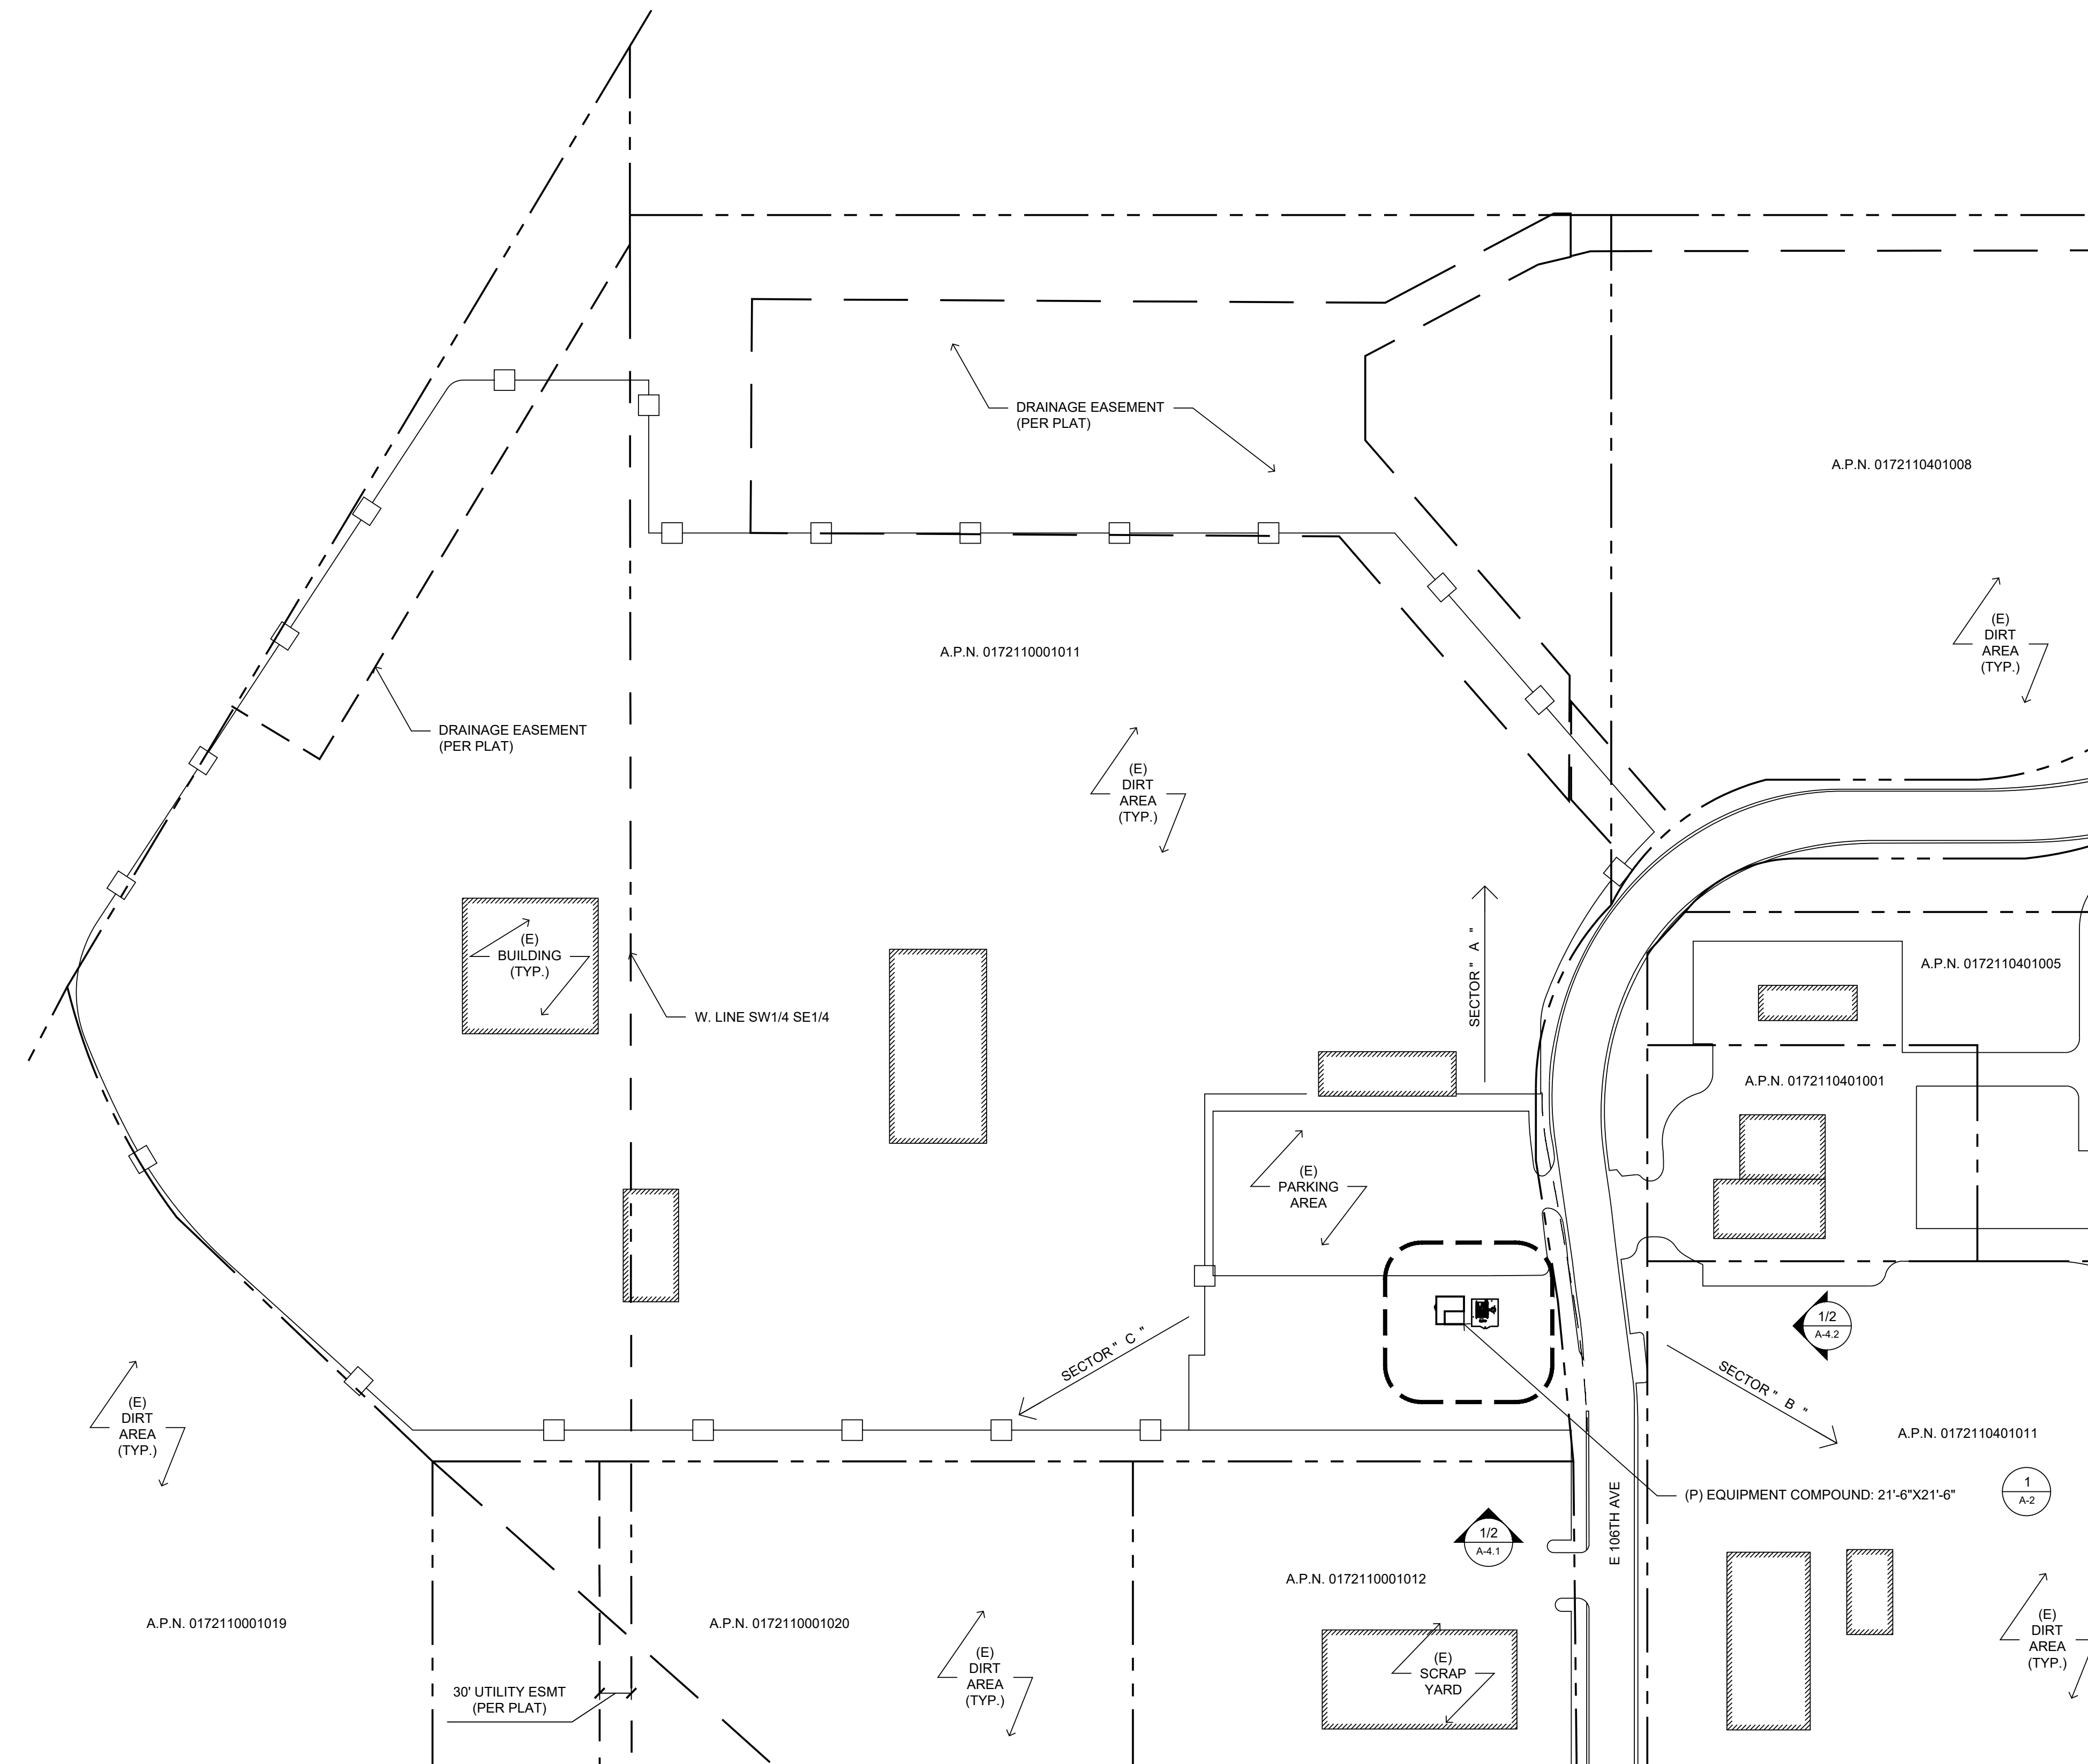 DRAINAGE EASEMENT
(PER PLAT)
A.P.N. 0172110401008
(E)
DIRT
AREA
(TYP.)
A.P.N. 0172110001011
DRAINAGE EASEMENT
(PER PLAT)
(E)
DIRT
AREA
(TYP.)
(E)
BUILDING
(TYP.)
W. LINE SW1/4 SE1/4
SECTOR " A "
A.P.N. 0172110401005
A.P.N. 0172110401001
(E)
PARKING
AREA
1/2
A-4.2
SECTOR " C "
SECTOR " B "
(E)
DIRT
AREA
(TYP.)
A.P.N. 0172110401011
(P) EQUIPMENT COMPOUND: 21'-6"X21'-6"
1
A-2
E 106TH AVE
1/2
A-4.1
A.P.N. 0172110001012
A.P.N. 0172110001019
A.P.N. 0172110001020
(E)
DIRT
AREA
(TYP.)
(E)
SCRAP
YARD
(E)
DIRT
AREA
(TYP.)
30' UTILITY ESMT
(PER PLAT)